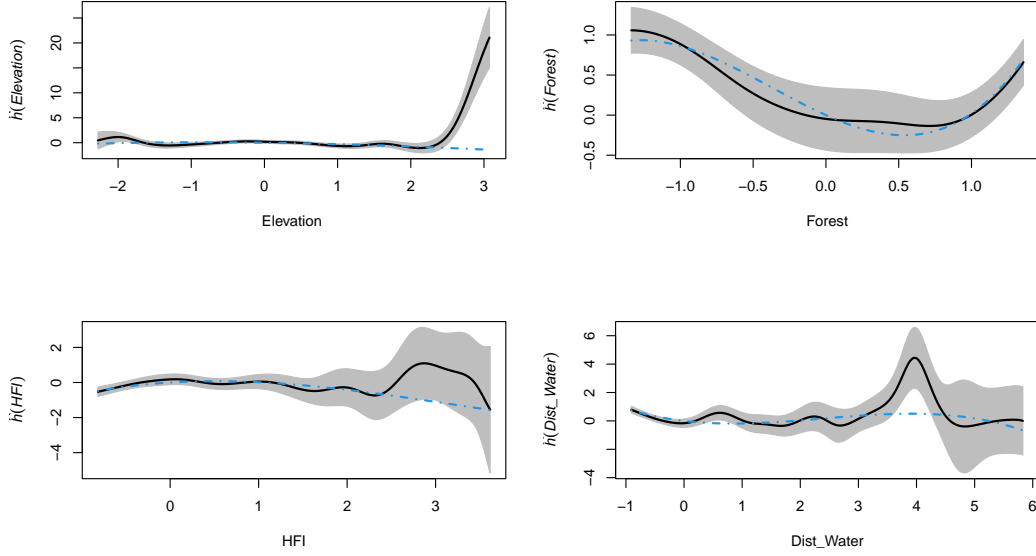 ḣ(Elevation)
0 5 10 20
−2 −1 0 1 2 3
Elevation
ḣ(Forest)
−0.5 0.0 0.5 1.0
−1.0 −0.5 0.0 0.5 1.0
Forest
ḣ(HFI)
−4 −2 0 2
0 1 2 3
HFI
ḣ(Dist_Water)
−4 0 2 4 6
−1 0 1 2 3 4 5 6
Dist_Water